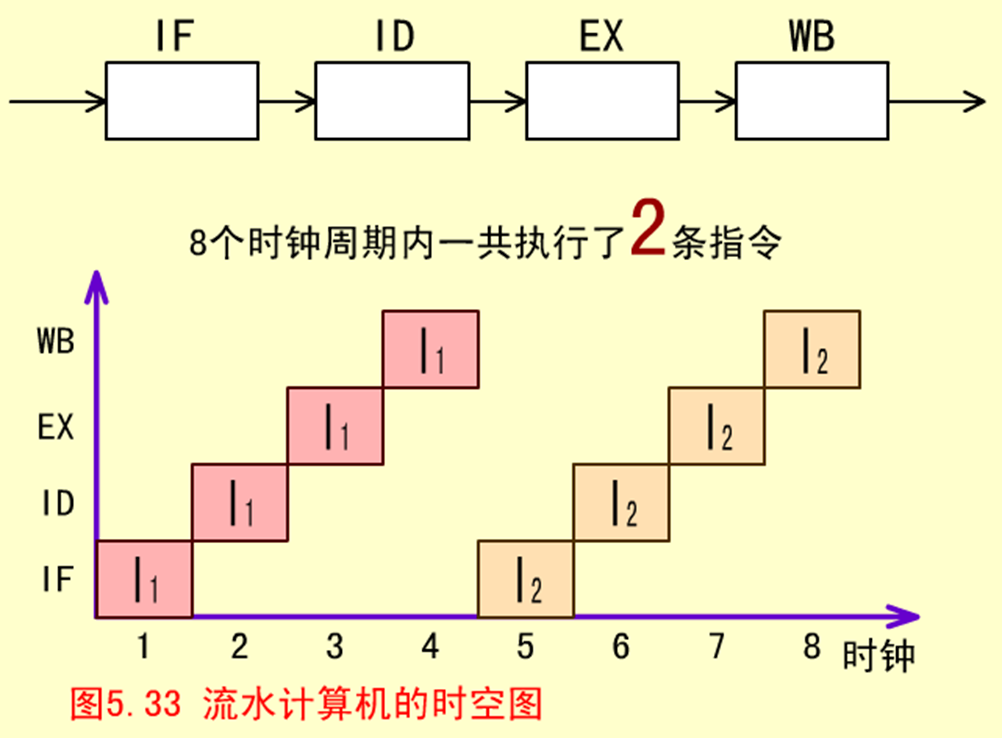 IF ID EX WB
8个时钟周期内一共执行了2条指令
WB I1 I2
EX I1 I2
ID I1 I2
IF I1 I2
1 2 3 4 5 6 7 8 时钟
图5.33 流水计算机的时空图